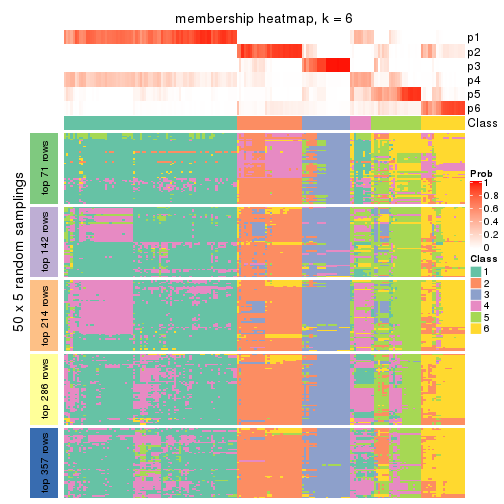 membership heatmap, k = 6
p1
p2
p3
p4
p5
p6
Class
50 x 5 random samplings
top 71 rows
top 142 rows
top 214 rows
top 286 rows
top 357 rows
Prob
1
0.8
0.6
0.4
0.2
0
Class
1
2
3
4
5
6